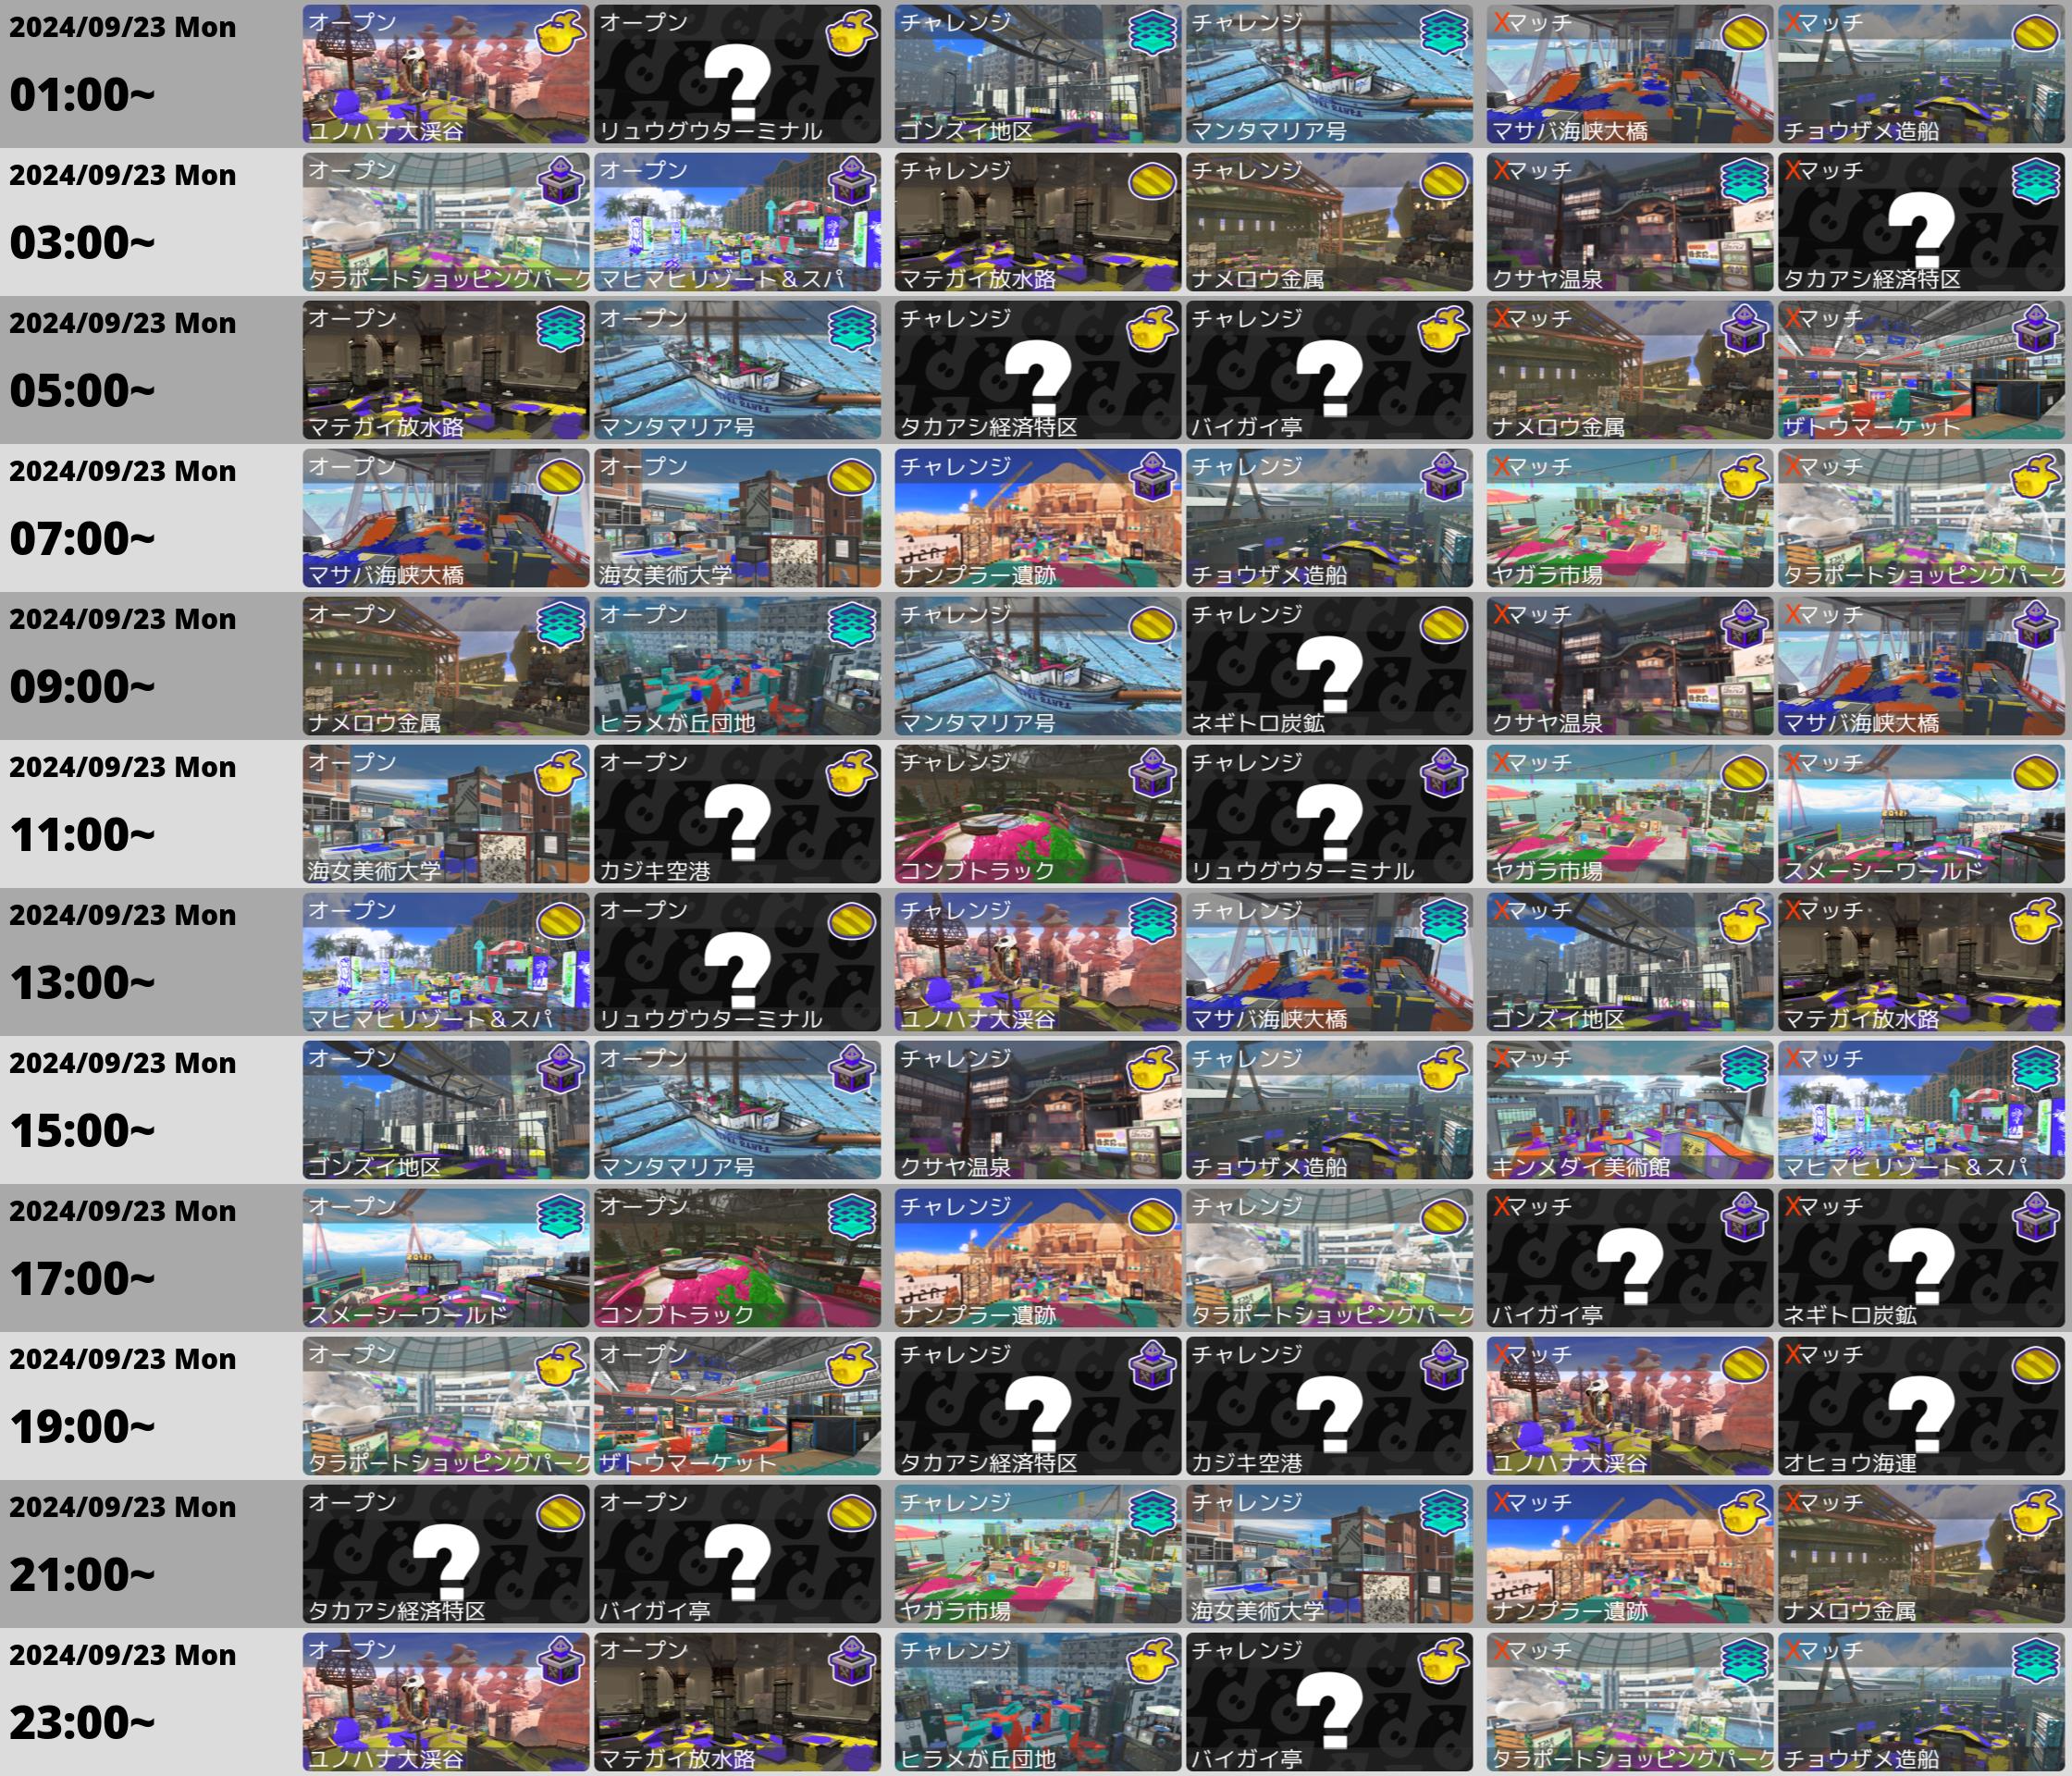 2024/09/23 Mon
01:00~
オープン
ユノハナ大渓谷
オープン
リュウグウターミナル
チャレンジ
ゴンズイ地区
チャレンジ
マンタマリア号
Xマッチ
マサバ海峡大橋
Xマッチ
チョウザメ造船
2024/09/23 Mon
03:00~
オープン
タラポートショッピングパーク
オープン
マヒマヒリゾート&スパ
チャレンジ
マテガイ放水路
チャレンジ
ナメロウ金属
Xマッチ
クサヤ温泉
Xマッチ
タカアシ経済特区
2024/09/23 Mon
05:00~
オープン
マテガイ放水路
オープン
マンタマリア号
チャレンジ
タカアシ経済特区
チャレンジ
バイガイ亭
Xマッチ
ナメロウ金属
Xマッチ
ザトウマーケット
2024/09/23 Mon
07:00~
オープン
マサバ海峡大橋
オープン
海女美術大学
チャレンジ
ナンプラー遺跡
チャレンジ
チョウザメ造船
Xマッチ
ヤガラ市場
Xマッチ
タラポートショッピングパーク
2024/09/23 Mon
09:00~
オープン
ナメロウ金属
オープン
ヒラメが丘団地
チャレンジ
マンタマリア号
チャレンジ
ネギトロ炭鉱
Xマッチ
クサヤ温泉
Xマッチ
マサバ海峡大橋
2024/09/23 Mon
11:00~
オープン
海女美術大学
オープン
カジキ空港
チャレンジ
コンブトラック
チャレンジ
リュウグウターミナル
Xマッチ
ヤガラ市場
Xマッチ
スメーシーワールド
2024/09/23 Mon
13:00~
オープン
マヒマヒリゾート&スパ
オープン
リュウグウターミナル
チャレンジ
ユノハナ大渓谷
チャレンジ
マサバ海峡大橋
Xマッチ
ゴンズイ地区
Xマッチ
マテガイ放水路
2024/09/23 Mon
15:00~
オープン
ゴンズイ地区
オープン
マンタマリア号
チャレンジ
クサヤ温泉
チャレンジ
チョウザメ造船
Xマッチ
キンメダイ美術館
Xマッチ
マヒマヒリゾート&スパ
2024/09/23 Mon
17:00~
オープン
スメーシーワールド
オープン
コンブトラック
チャレンジ
ナンプラー遺跡
チャレンジ
タラポートショッピングパーク
Xマッチ
バイガイ亭
Xマッチ
ネギトロ炭鉱
2024/09/23 Mon
19:00~
オープン
タラポートショッピングパーク
オープン
ザトウマーケット
チャレンジ
タカアシ経済特区
チャレンジ
カジキ空港
Xマッチ
ユノハナ大渓谷
Xマッチ
オヒョウ海運
2024/09/23 Mon
21:00~
オープン
タカアシ経済特区
オープン
バイガイ亭
チャレンジ
ヤガラ市場
チャレンジ
海女美術大学
Xマッチ
ナンプラー遺跡
Xマッチ
ナメロウ金属
2024/09/23 Mon
23:00~
オープン
ユノハナ大渓谷
オープン
マテガイ放水路
チャレンジ
ヒラメが丘団地
チャレンジ
バイガイ亭
Xマッチ
タラポートショッピングパーク
Xマッチ
チョウザメ造船